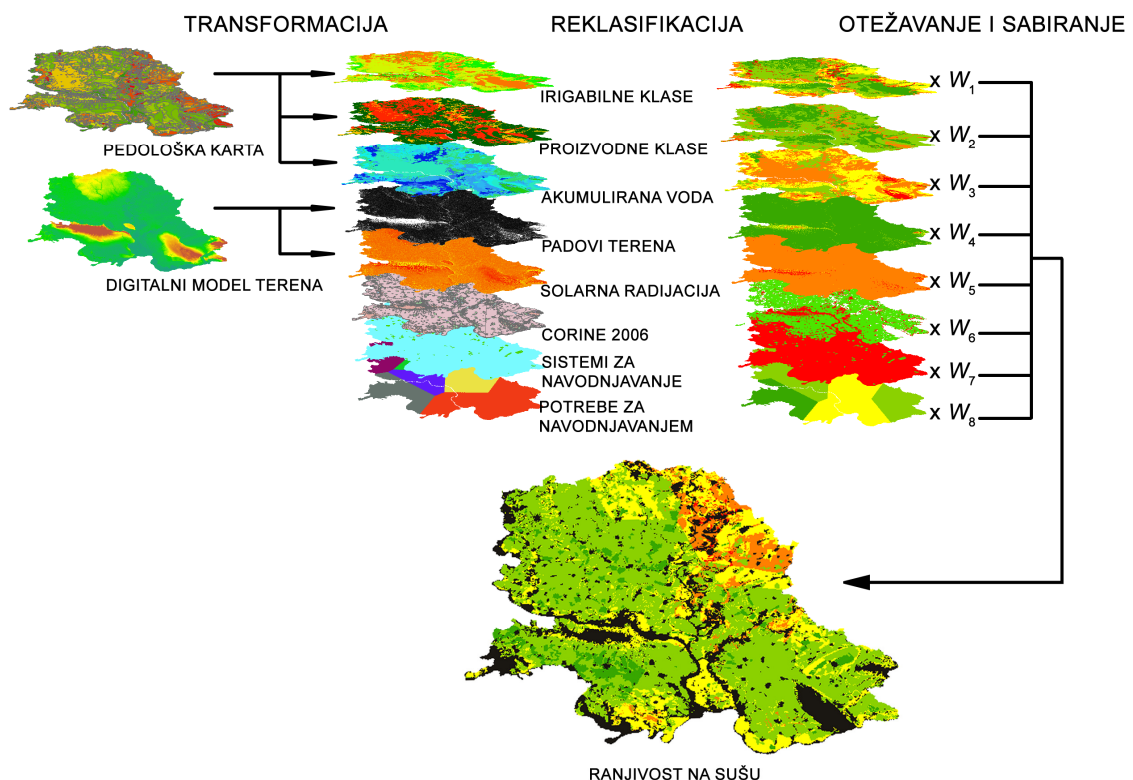 TRANSFORMACIJA
REKLASIFIKACIJA
OTEŽAVANJE I SABIRANJE
PEDOLOŠKA KARTA
DIGITALNI MODEL TERENA
IRIGABILNE KLASE
PROIZVODNE KLASE
AKUMULIRANA VODA
PADOVI TERENA
SOLARNA RADIJACIJA
CORINE 2006
SISTEMI ZA
NAVODNJAVANJE
POTREBE ZA
NAVODNJAVANJEM
x W1
x W2
x W3
x W4
x W5
x W6
x W7
x W8
RANJIVOST NA SUŠU